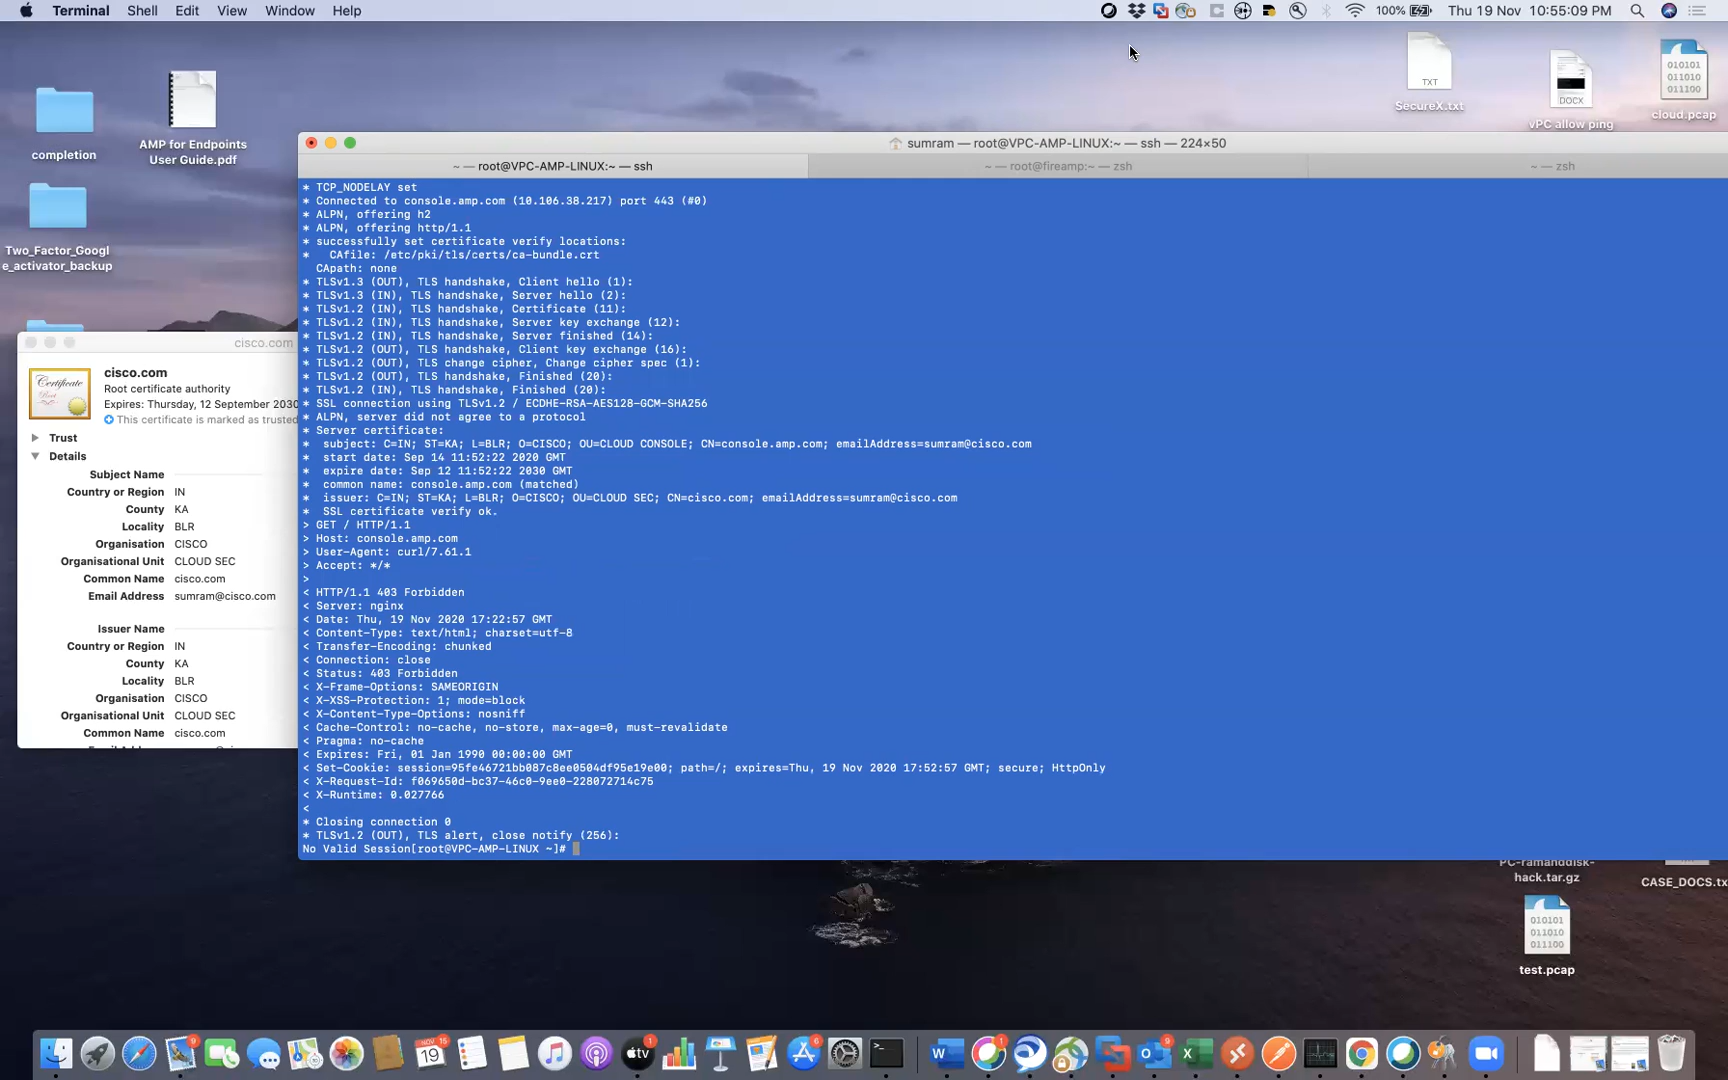 Terminal Shell Edit View Window Help
100% Thu 19 Nov 10:55:09 PM
completion
AMP for Endpoints
User Guide.pdf
Two_Factor_Googl
e_activator_backup
TXT
SecureX.txt
DOCX
vPC allow ping
010101
011010
011100
cloud.pcap
cisco.com
cisco.com
Root certificate authority
Expires: Thursday, 12 September 2030
This certificate is marked as trusted
Trust
Details
Subject Name
Country or Region IN
County KA
Locality BLR
Organisation CISCO
Organisational Unit CLOUD SEC
Common Name cisco.com
Email Address sumram@cisco.com
Issuer Name
Country or Region IN
County KA
Locality BLR
Organisation CISCO
Organisational Unit CLOUD SEC
Common Name cisco.com
sumram — root@VPC-AMP-LINUX:~ — ssh — 224×50
~ — root@VPC-AMP-LINUX:~ — ssh
~ — root@fireamp:~ — zsh
~ — zsh
* TCP_NODELAY set
* Connected to console.amp.com (10.106.38.217) port 443 (#0)
* ALPN, offering h2
* ALPN, offering http/1.1
* successfully set certificate verify locations:
*   CAfile: /etc/pki/tls/certs/ca-bundle.crt
  CApath: none
* TLSv1.3 (OUT), TLS handshake, Client hello (1):
* TLSv1.3 (IN), TLS handshake, Server hello (2):
* TLSv1.2 (IN), TLS handshake, Certificate (11):
* TLSv1.2 (IN), TLS handshake, Server key exchange (12):
* TLSv1.2 (IN), TLS handshake, Server finished (14):
* TLSv1.2 (OUT), TLS handshake, Client key exchange (16):
* TLSv1.2 (OUT), TLS change cipher, Change cipher spec (1):
* TLSv1.2 (OUT), TLS handshake, Finished (20):
* TLSv1.2 (IN), TLS handshake, Finished (20):
* SSL connection using TLSv1.2 / ECDHE-RSA-AES128-GCM-SHA256
* ALPN, server did not agree to a protocol
* Server certificate:
*  subject: C=IN; ST=KA; L=BLR; O=CISCO; OU=CLOUD CONSOLE; CN=console.amp.com; emailAddress=sumram@cisco.com
*  start date: Sep 14 11:52:22 2020 GMT
*  expire date: Sep 12 11:52:22 2030 GMT
*  common name: console.amp.com (matched)
*  issuer: C=IN; ST=KA; L=BLR; O=CISCO; OU=CLOUD SEC; CN=cisco.com; emailAddress=sumram@cisco.com
*  SSL certificate verify ok.
> GET / HTTP/1.1
> Host: console.amp.com
> User-Agent: curl/7.61.1
> Accept: */*
>
< HTTP/1.1 403 Forbidden
< Server: nginx
< Date: Thu, 19 Nov 2020 17:22:57 GMT
< Content-Type: text/html; charset=utf-8
< Transfer-Encoding: chunked
< Connection: close
< Status: 403 Forbidden
< X-Frame-Options: SAMEORIGIN
< X-XSS-Protection: 1; mode=block
< X-Content-Type-Options: nosniff
< Cache-Control: no-cache, no-store, max-age=0, must-revalidate
< Pragma: no-cache
< Expires: Fri, 01 Jan 1990 00:00:00 GMT
< Set-Cookie: session=95fe46721bb087c8ee0504df95e19e00; path=/; expires=Thu, 19 Nov 2020 17:52:57 GMT; secure; HttpOnly
< X-Request-Id: f069650d-bc37-46c0-9ee0-228072714c75
< X-Runtime: 0.027766
<
* Closing connection 0
* TLSv1.2 (OUT), TLS alert, close notify (256):
No Valid Session[root@VPC-AMP-LINUX ~]#
PC-ramanddisk-
hack.tar.gz
CASE_DOCS.tx
010101
011010
011100
test.pcap
NOV
19
tv